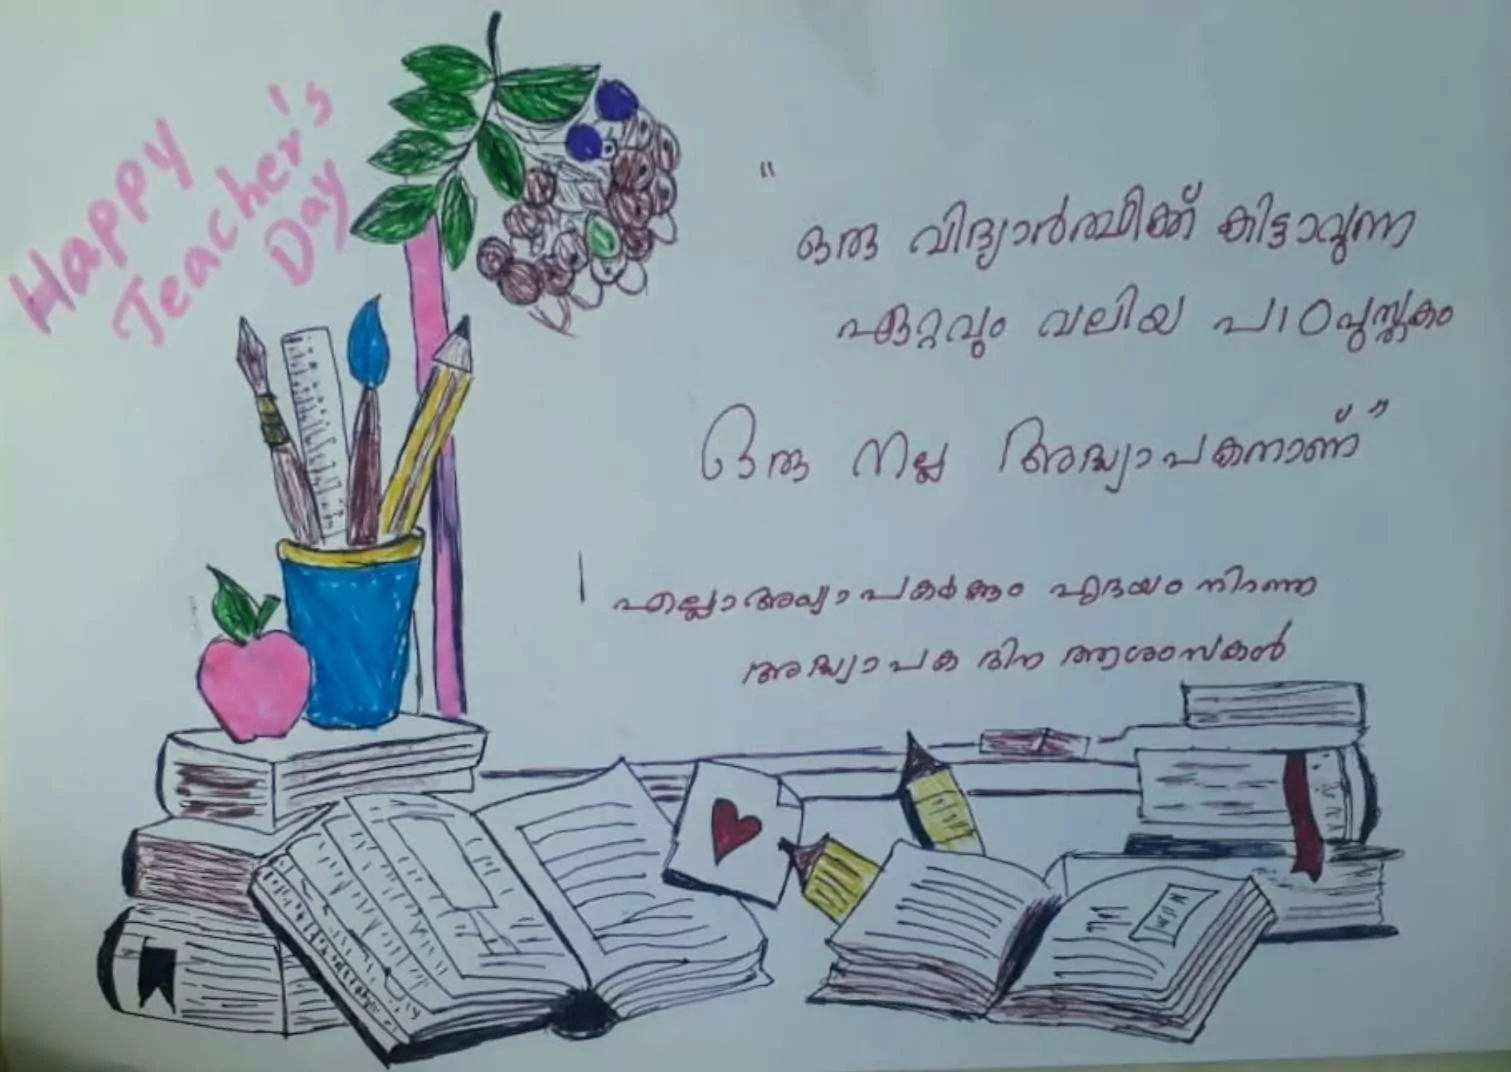 Happy
Teacher's
Day
"
ഒരു വിദ്യാർത്ഥിക്ക് കിട്ടാവുന്ന
ഏറ്റവും വലിയ പാഠപുസ്തകം
ഒരു നല്ല അദ്ധ്യാപകനാണ്"
എല്ലാ അധ്യാപകർക്കും ഹൃദയം നിറഞ്ഞ
അദ്ധ്യാപക ദിന ആശംസകൾ